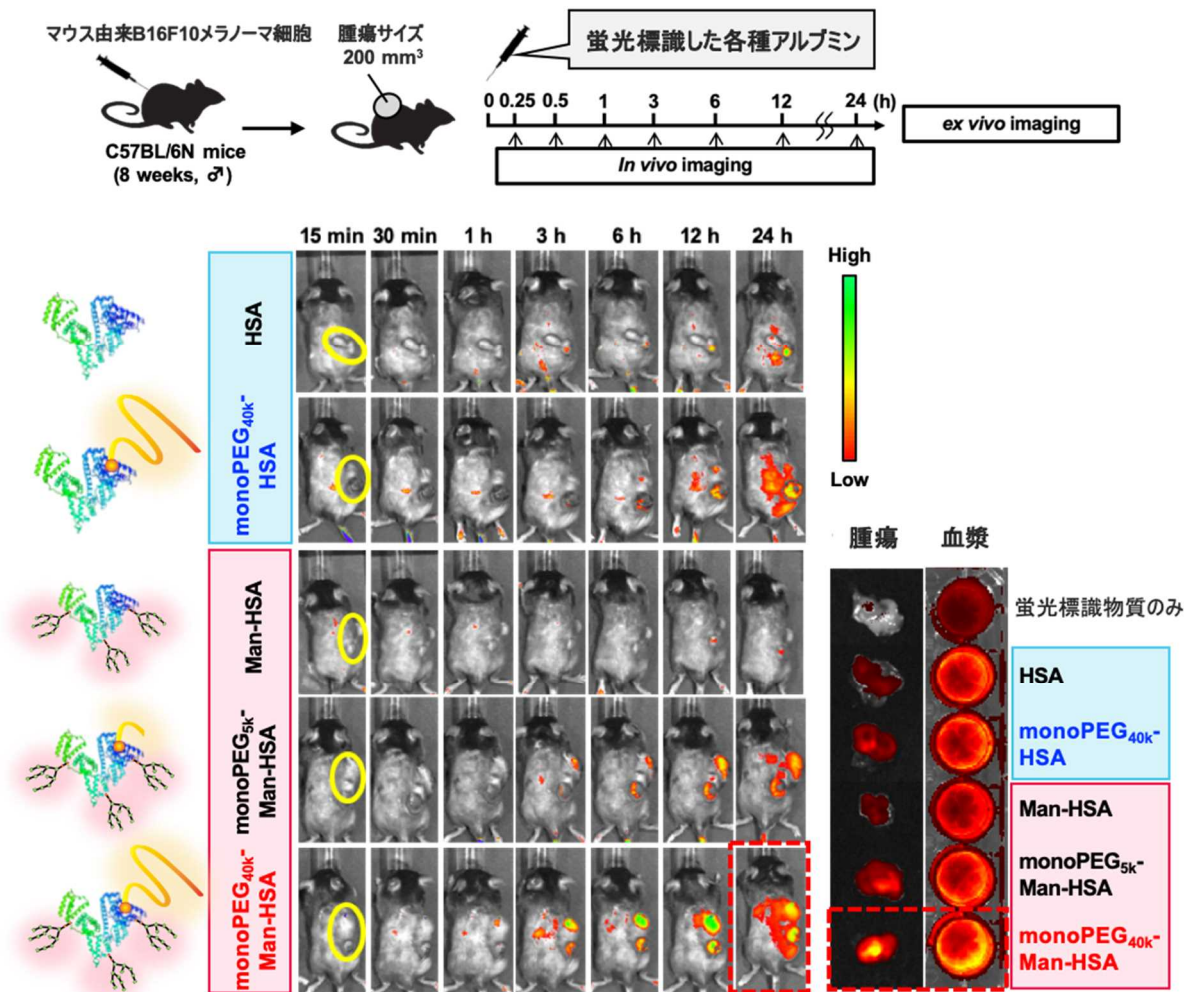 マウス由来B16F10メラノーマ細胞
腫瘍サイズ
200 mm³
蛍光標識した各種アルブミン
0 0.25 0.5 1 3 6 12 24 (h)
C57BL/6N mice
(8 weeks, ♂)
In vivo imaging
ex vivo imaging
15 min 30 min 1 h 3 h 6 h 12 h 24 h
High
Low
HSA
monoPEG40k-
HSA
Man-HSA
monoPEG5k-
Man-HSA
monoPEG40k-
Man-HSA
腫瘍 血漿
蛍光標識物質のみ
HSA
monoPEG40k-
HSA
Man-HSA
monoPEG5k-
Man-HSA
monoPEG40k-
Man-HSA